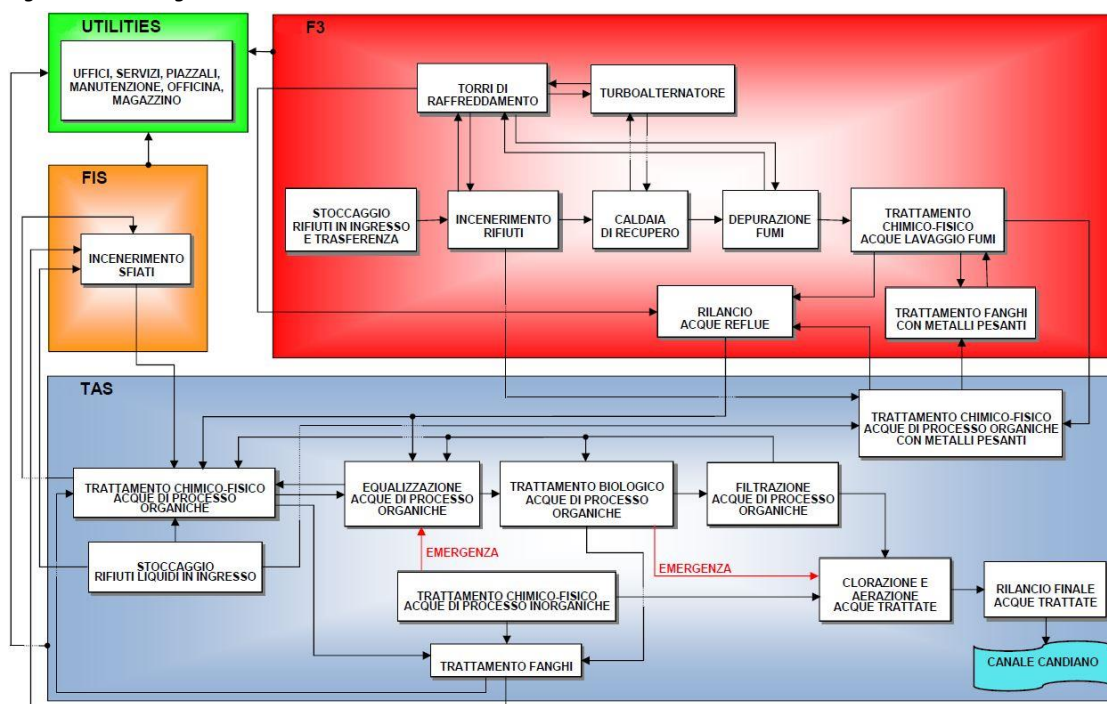 UTILITIES
UFFICI, SERVIZI, PIAZZALI,
MANUTENZIONE, OFFICINA,
MAGAZZINO
F3
TORRI DI
RAFFREDDAMENTO
TURBOALTERNATORE
FIS
INCENERIMENTO
SFIATI
STOCCAGGIO
RIFIUTI IN INGRESSO
E TRASFERENZA
INCENERIMENTO
RIFIUTI
CALDAIA
DI RECUPERO
DEPURAZIONE
FUMI
TRATTAMENTO
CHIMICO-FISICO
ACQUE LAVAGGIO FUMI
RILANCIO
ACQUE REFLUE
TRATTAMENTO FANGHI
CON METALLI PESANTI
TAS
TRATTAMENTO CHIMICO-FISICO
ACQUE DI PROCESSO ORGANICHE
CON METALLI PESANTI
TRATTAMENTO CHIMICO-FISICO
ACQUE DI PROCESSO
ORGANICHE
EQUALIZZAZIONE
ACQUE DI PROCESSO
ORGANICHE
TRATTAMENTO BIOLOGICO
ACQUE DI PROCESSO
ORGANICHE
FILTRAZIONE
ACQUE DI PROCESSO
ORGANICHE
STOCCAGGIO
RIFIUTI LIQUIDI IN INGRESSO
EMERGENZA
EMERGENZA
TRATTAMENTO CHIMICO-FISICO
ACQUE DI PROCESSO INORGANICHE
CLORAZIONE E
AERAZIONE
ACQUE TRATTATE
RILANCIO FINALE
ACQUE TRATTATE
TRATTAMENTO FANGHI
CANALE CANDIANO